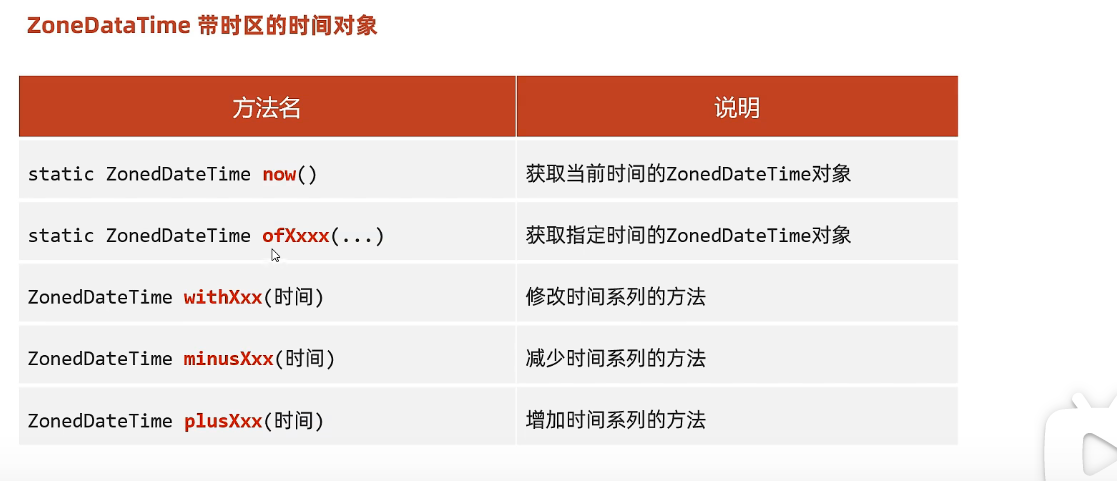 ZoneDataTime 带时区的时间对象
方法名 说明
static ZonedDateTime now() 获取当前时间的ZonedDateTime对象
static ZonedDateTime ofXxxx(...) 获取指定时间的ZonedDateTime对象
ZonedDateTime withXxx(时间) 修改时间系列的方法
ZonedDateTime minusXxx(时间) 减少时间系列的方法
ZonedDateTime plusXxx(时间) 增加时间系列的方法